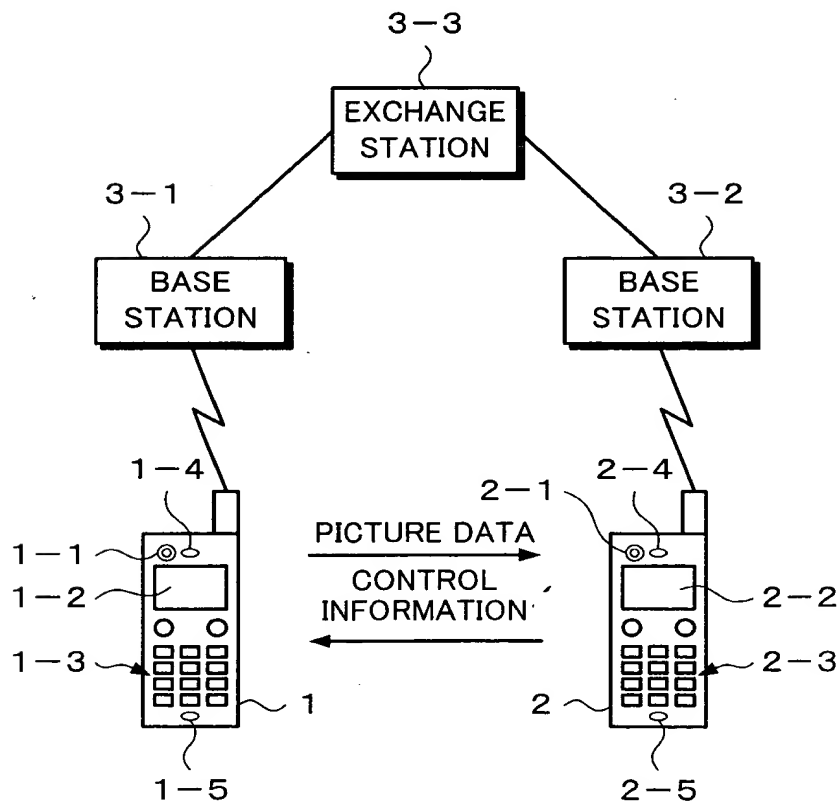 3-3
EXCHANGE
STATION
3-1
3-2
BASE
STATION
BASE
STATION
1-4
2-1
2-4
1-1
PICTURE DATA
1-2
CONTROL
INFORMATION
2-2
1-3
2-3
1
2
1-5
2-5